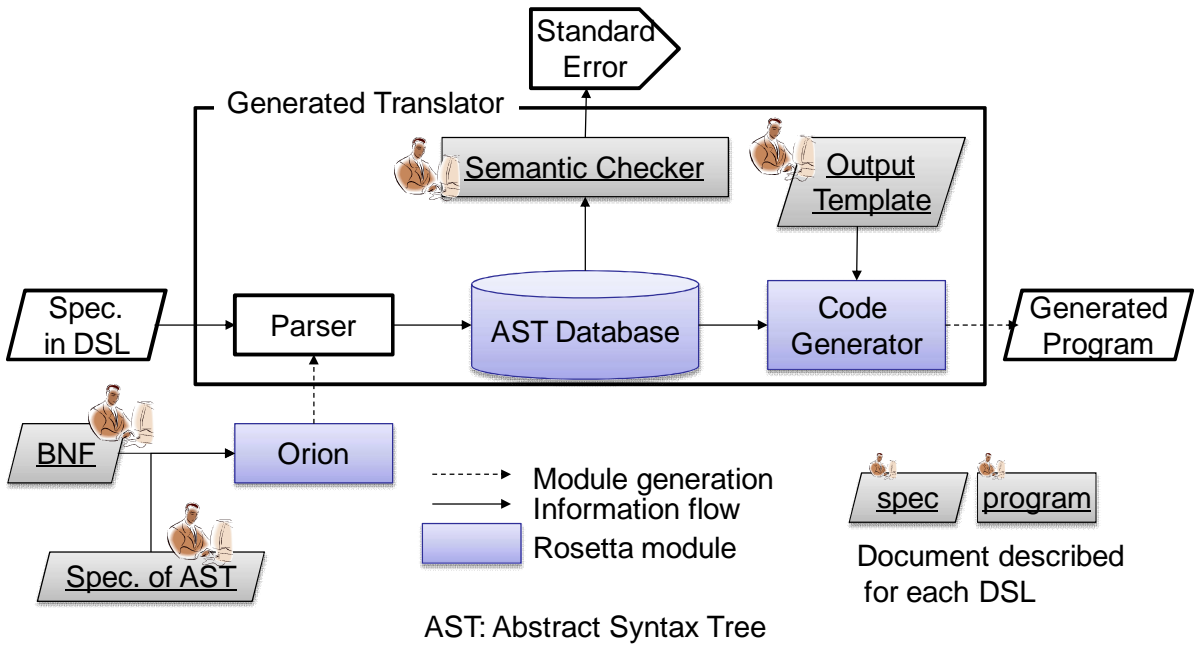 Standard
Error
Generated Translator
Semantic Checker
Output
Template
Spec.
in DSL
Parser
AST Database
Code
Generator
Generated
Program
BNF
Orion
Spec. of AST
Module generation
Information flow
Rosetta module
spec
program
Document described
for each DSL
AST: Abstract Syntax Tree